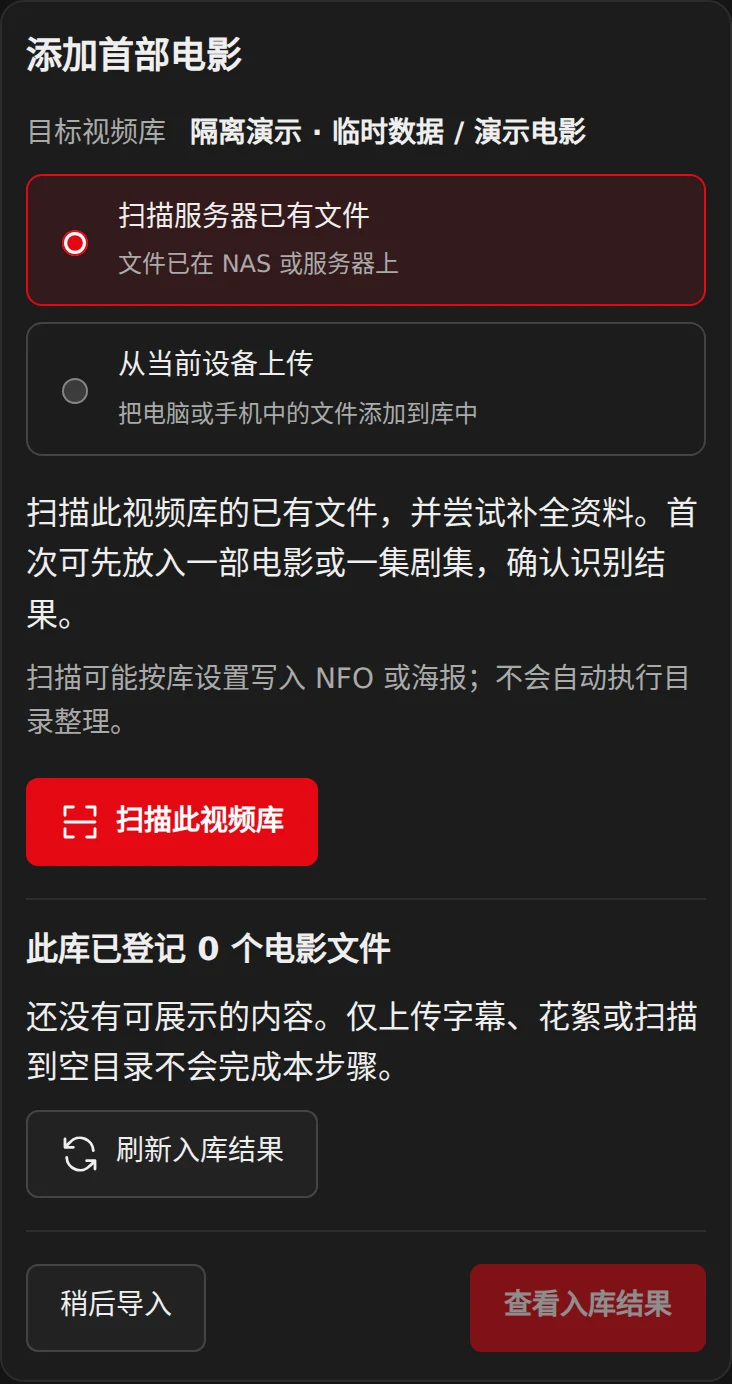 添加首部电影
目标视频库 隔离演示 · 临时数据 / 演示电影
扫描服务器已有文件
文件已在 NAS 或服务器上
从当前设备上传
把电脑或手机中的文件添加到库中
扫描此视频库的已有文件，并尝试补全资料。首
次可先放入一部电影或一集剧集，确认识别结
果。
扫描可能按库设置写入 NFO 或海报；不会自动执行目
录整理。
扫描此视频库
此库已登记 0 个电影文件
还没有可展示的内容。仅上传字幕、花絮或扫描
到空目录不会完成本步骤。
刷新入库结果
稍后导入
查看入库结果